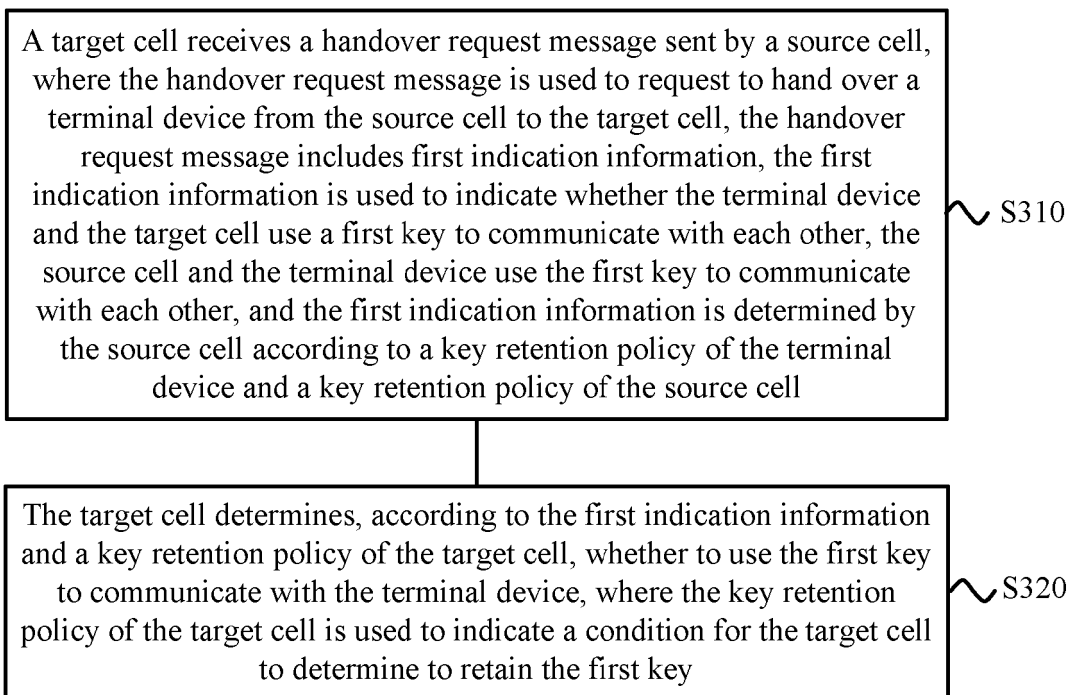 A target cell receives a handover request message sent by a source cell,
where the handover request message is used to request to hand over a
terminal device from the source cell to the target cell, the handover
request message includes first indication information, the first
indication information is used to indicate whether the terminal device
and the target cell use a first key to communicate with each other, the
source cell and the terminal device use the first key to communicate
with each other, and the first indication information is determined by
the source cell according to a key retention policy of the terminal
device and a key retention policy of the source cell
S310
The target cell determines, according to the first indication information
and a key retention policy of the target cell, whether to use the first key
to communicate with the terminal device, where the key retention
policy of the target cell is used to indicate a condition for the target cell
to determine to retain the first key
S320